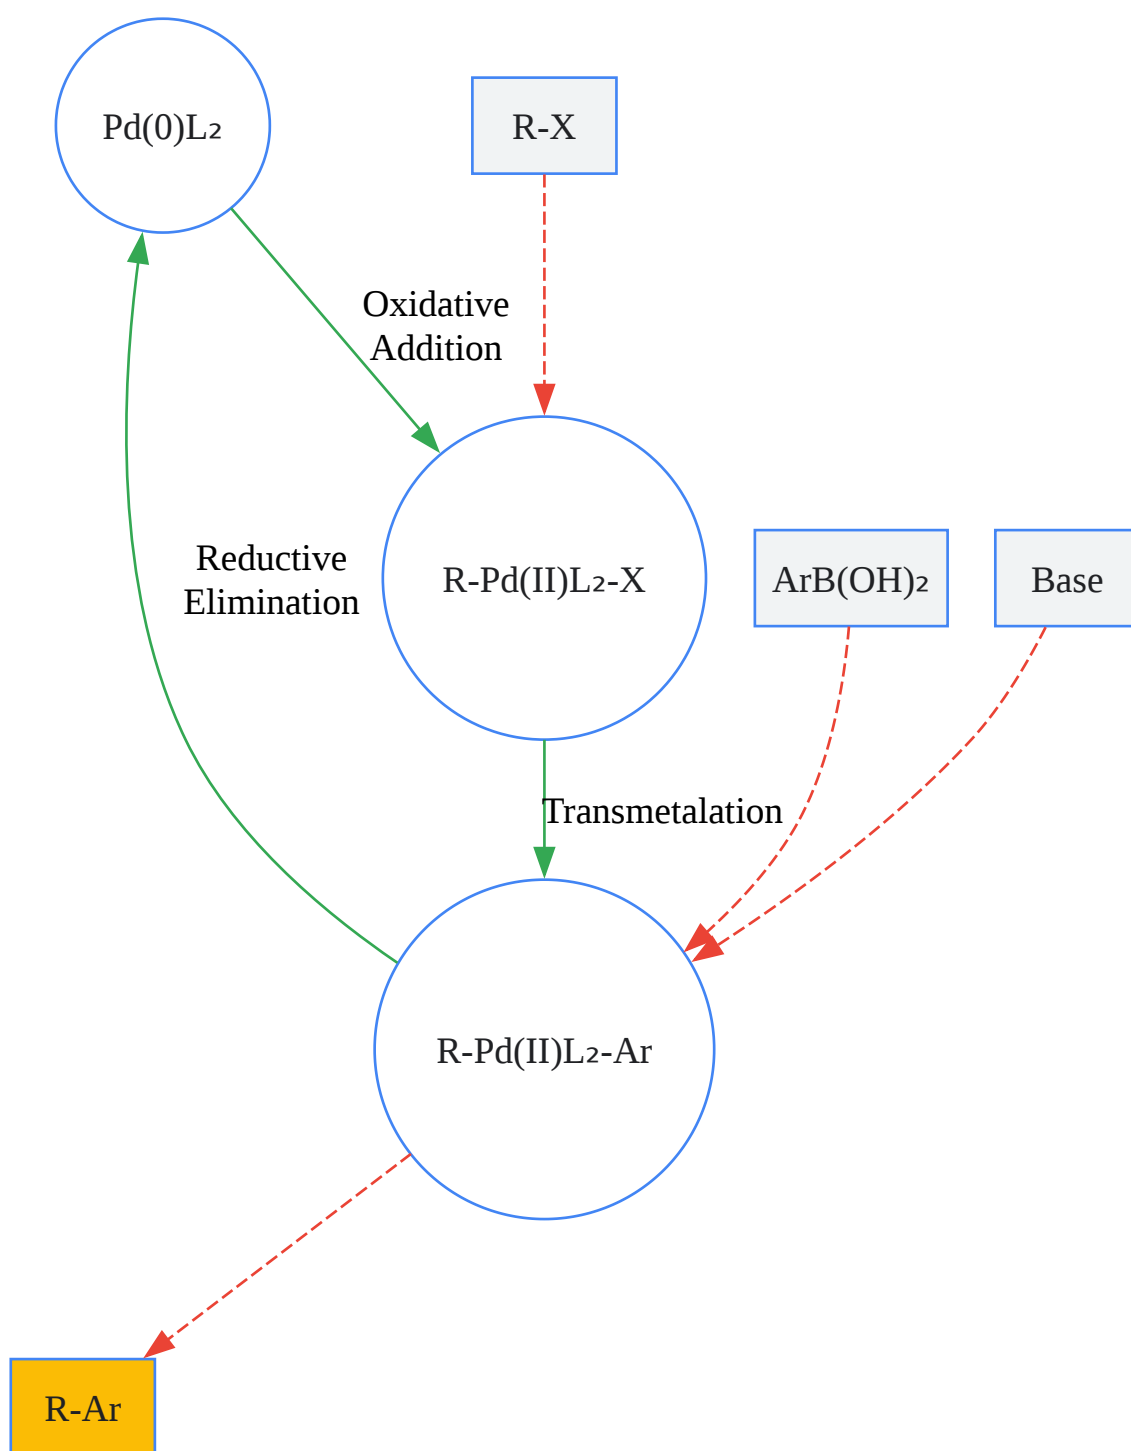 Pd(0)L₂
R-X
Oxidative
Addition
Reductive
Elimination
R-Pd(II)L₂-X
ArB(OH)₂
Base
Transmetalation
R-Pd(II)L₂-Ar
R-Ar